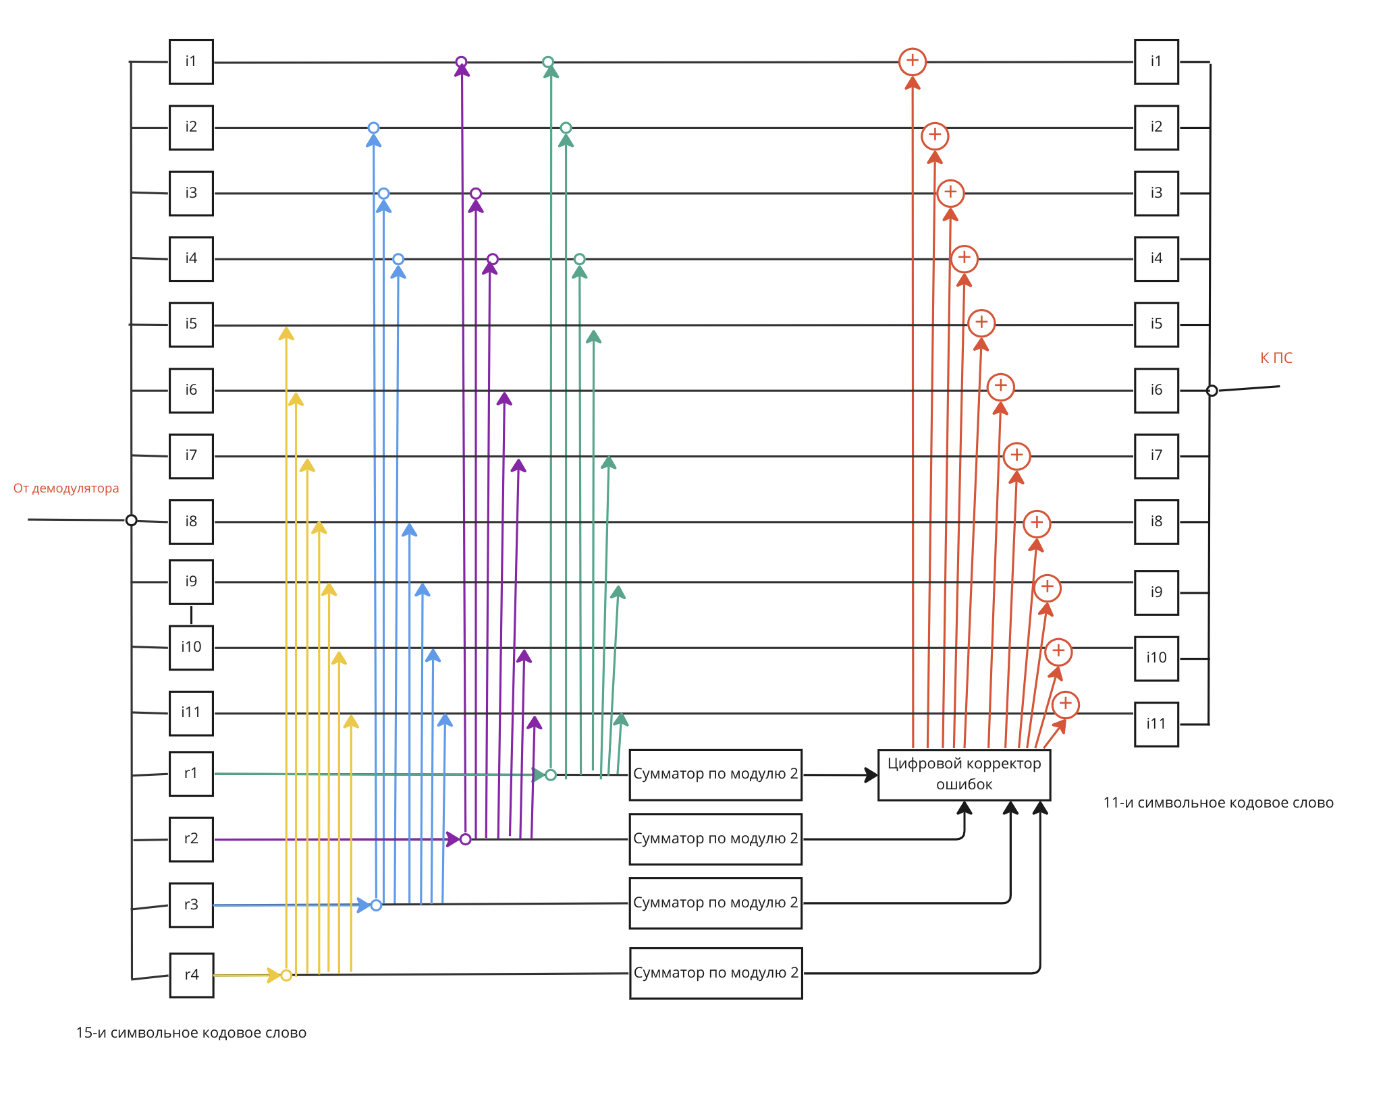 i1
i1
i2
i2
i3
i3
i4
i4
i5
i5
К ПС
i6
i6
i7
i7
От демодулятора
i8
i8
i9
i9
i10
i10
i11
i11
r1
Сумматор по модулю 2
Цифровой корректор
ошибок
11-и символьное кодовое слово
r2
Сумматор по модулю 2
r3
Сумматор по модулю 2
r4
Сумматор по модулю 2
15-и символьное кодовое слово